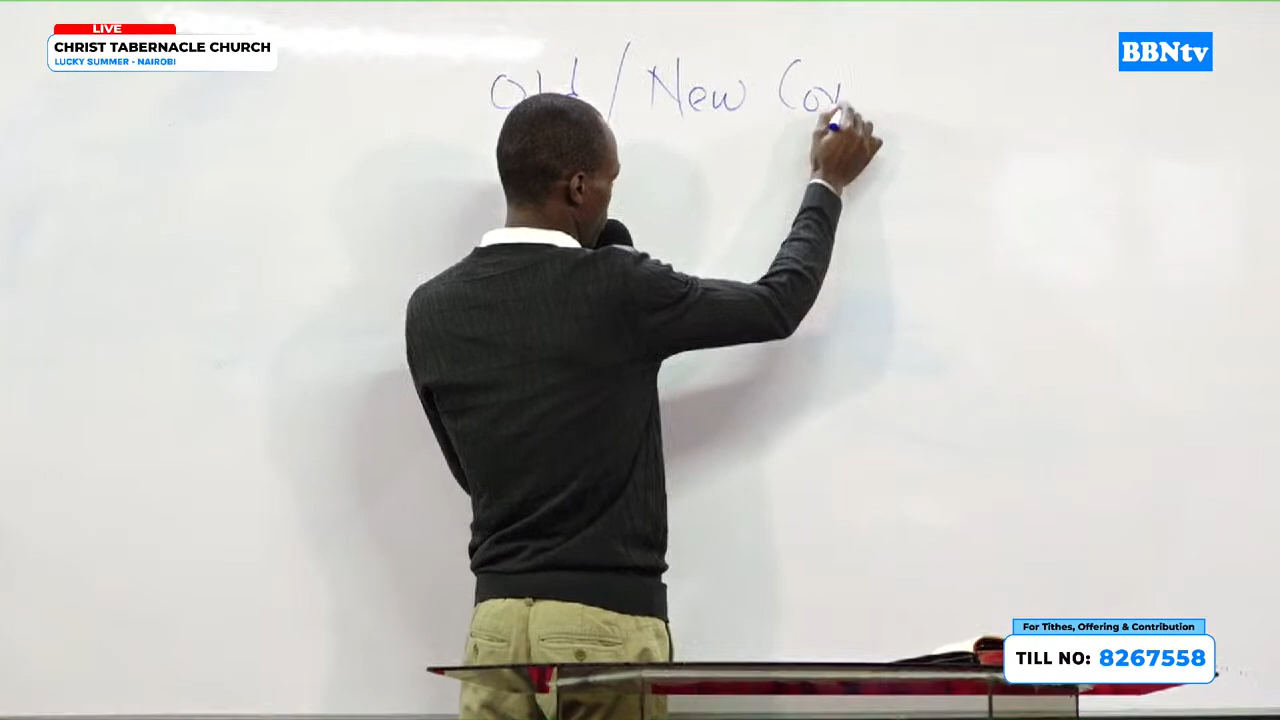 LIVE
CHRIST TABERNACLE CHURCH
LUCKY SUMMER - NAIROBI
BBNtv
Old / New Cov
For Tithes, Offering & Contribution
TILL NO: 8267558